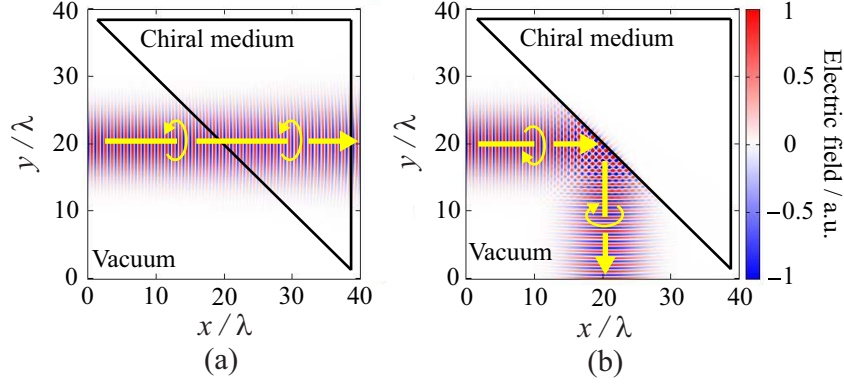 40
30
20
10
0
y / λ
Chiral medium
Vacuum
0 10 20 30 40
x / λ
(a)
40
30
20
10
0
y / λ
Chiral medium
Vacuum
0 10 20 30 40
x / λ
(b)
1
0.5
0
−0.5
−1
Electric field / a.u.